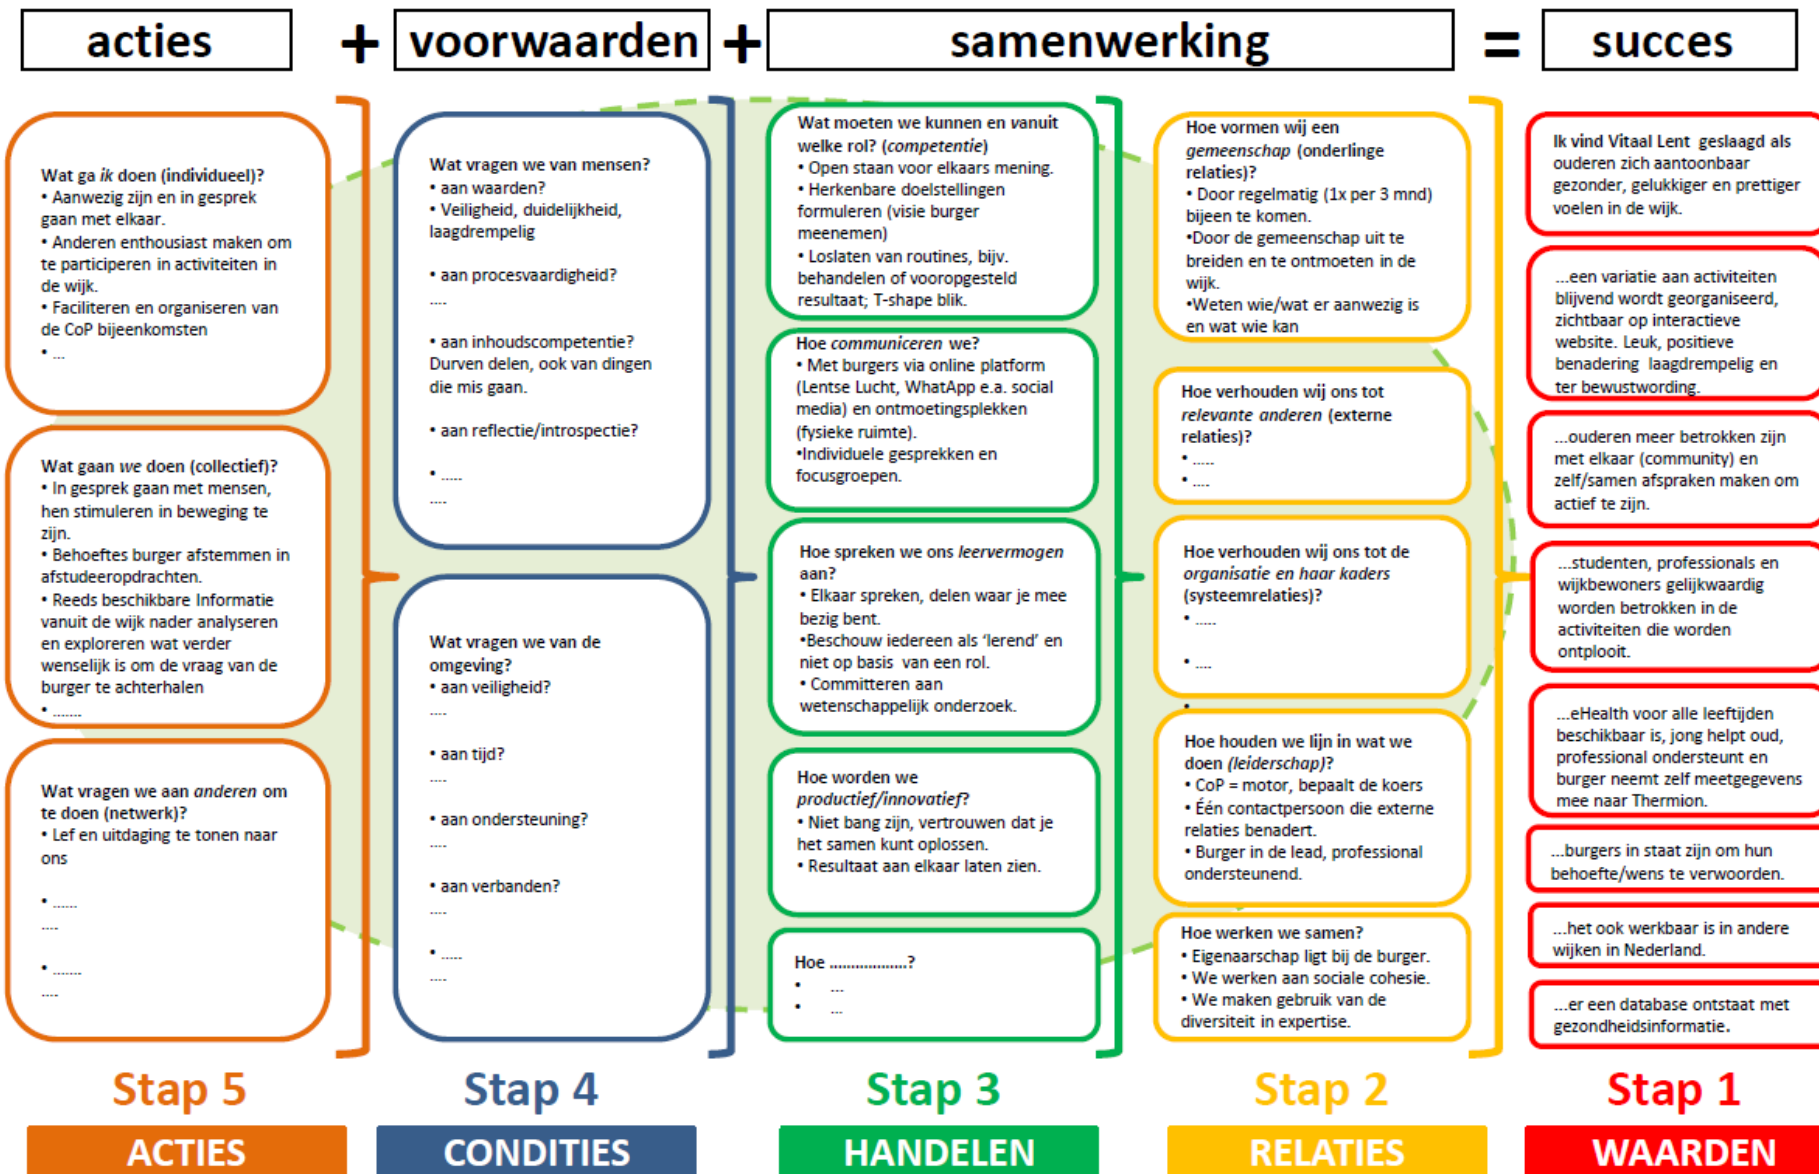 acties + voorwaarden + samenwerking = succes
Wat ga ik doen (individueel)?
• Aanwezig zijn en in gesprek
gaan met elkaar.
• Anderen enthousiast maken om
te participeren in activiteiten in
de wijk.
• Faciliteren en organiseren van
de CoP bijeenkomsten
• ...
Wat gaan we doen (collectief)?
• In gesprek gaan met mensen,
hen stimuleren in beweging te
zijn.
• Behoeftes burger afstemmen in
afstudeeropdrachten.
• Reeds beschikbare Informatie
vanuit de wijk nader analyseren
en exploreren wat verder
wenselijk is om de vraag van de
burger te achterhalen
• .......
Wat vragen we aan anderen om
te doen (netwerk)?
• Lef en uitdaging te tonen naar
ons
• ......
....
• .......
....
Stap 5
ACTIES
Wat vragen we van mensen?
• aan waarden?
• Veiligheid, duidelijkheid,
laagdrempelig
• aan procesvaardigheid?
....
• aan inhoudscompetentie?
Durven delen, ook van dingen
die mis gaan.
• aan reflectie/introspectie?
• .....
....
Wat vragen we van de
omgeving?
• aan veiligheid?
....
• aan tijd?
....
• aan ondersteuning?
....
• aan verbanden?
....
• .....
....
Stap 4
CONDITIES
Wat moeten we kunnen en vanuit
welke rol? (competentie)
• Open staan voor elkaars mening.
• Herkenbare doelstellingen
formuleren (visie burger
meenemen)
• Loslaten van routines, bijv.
behandelen of vooropgesteld
resultaat; T-shape blik.
Hoe communiceren we?
• Met burgers via online platform
(Lentse Lucht, WhatApp e.a. social
media) en ontmoetingsplekken
(fysieke ruimte).
•Individuele gesprekken en
focusgroepen.
Hoe spreken we ons leervermogen
aan?
• Elkaar spreken, delen waar je mee
bezig bent.
•Beschouw iedereen als ‘lerend’ en
niet op basis van een rol.
• Committeren aan
wetenschappelijk onderzoek.
Hoe worden we
productief/innovatief?
• Niet bang zijn, vertrouwen dat je
het samen kunt oplossen.
• Resultaat aan elkaar laten zien.
Hoe ..................?
• ...
• ...
Stap 3
HANDELEN
Hoe vormen wij een
gemeenschap (onderlinge
relaties)?
• Door regelmatig (1x per 3 mnd)
bijeen te komen.
•Door de gemeenschap uit te
breiden en te ontmoeten in de
wijk.
•Weten wie/wat er aanwezig is
en wat wie kan
Hoe verhouden wij ons tot
relevante anderen (externe
relaties)?
• .....
• ....
Hoe verhouden wij ons tot de
organisatie en haar kaders
(systeemrelaties)?
• .....
• ....
•
Hoe houden we lijn in wat we
doen (leiderschap)?
• CoP = motor, bepaalt de koers
• Één contactpersoon die externe
relaties benadert.
• Burger in de lead, professional
ondersteunend.
Hoe werken we samen?
• Eigenaarschap ligt bij de burger.
• We werken aan sociale cohesie.
• We maken gebruik van de
diversiteit in expertise.
Stap 2
RELATIES
Ik vind Vitaal Lent geslaagd als
ouderen zich aantoonbaar
gezonder, gelukkiger en prettiger
voelen in de wijk.
...een variatie aan activiteiten
blijvend wordt georganiseerd,
zichtbaar op interactieve
website. Leuk, positieve
benadering laagdrempelig en
ter bewustwording.
...ouderen meer betrokken zijn
met elkaar (community) en
zelf/samen afspraken maken om
actief te zijn.
...studenten, professionals en
wijkbewoners gelijkwaardig
worden betrokken in de
activiteiten die worden
ontplooit.
...eHealth voor alle leeftijden
beschikbaar is, jong helpt oud,
professional ondersteunt en
burger neemt zelf meetgegevens
mee naar Thermion.
...burgers in staat zijn om hun
behoefte/wens te verwoorden.
...het ook werkbaar is in andere
wijken in Nederland.
...er een database ontstaat met
gezondheidsinformatie.
Stap 1
WAARDEN